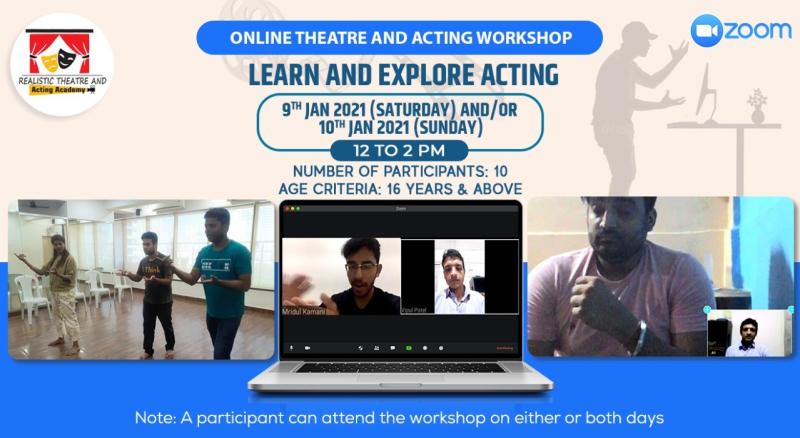 ONLINE THEATRE AND ACTING WORKSHOP
zoom
REALISTIC THEATRE AND
Acting Academy
LEARN AND EXPLORE ACTING
9TH JAN 2021 (SATURDAY) AND/OR
10TH JAN 2021 (SUNDAY)
12 TO 2 PM
NUMBER OF PARTICIPANTS: 10
AGE CRITERIA: 16 YEARS & ABOVE
Zoom
Think
Mridul Kamani
Vipul Patel
Note: A participant can attend the workshop on either or both days